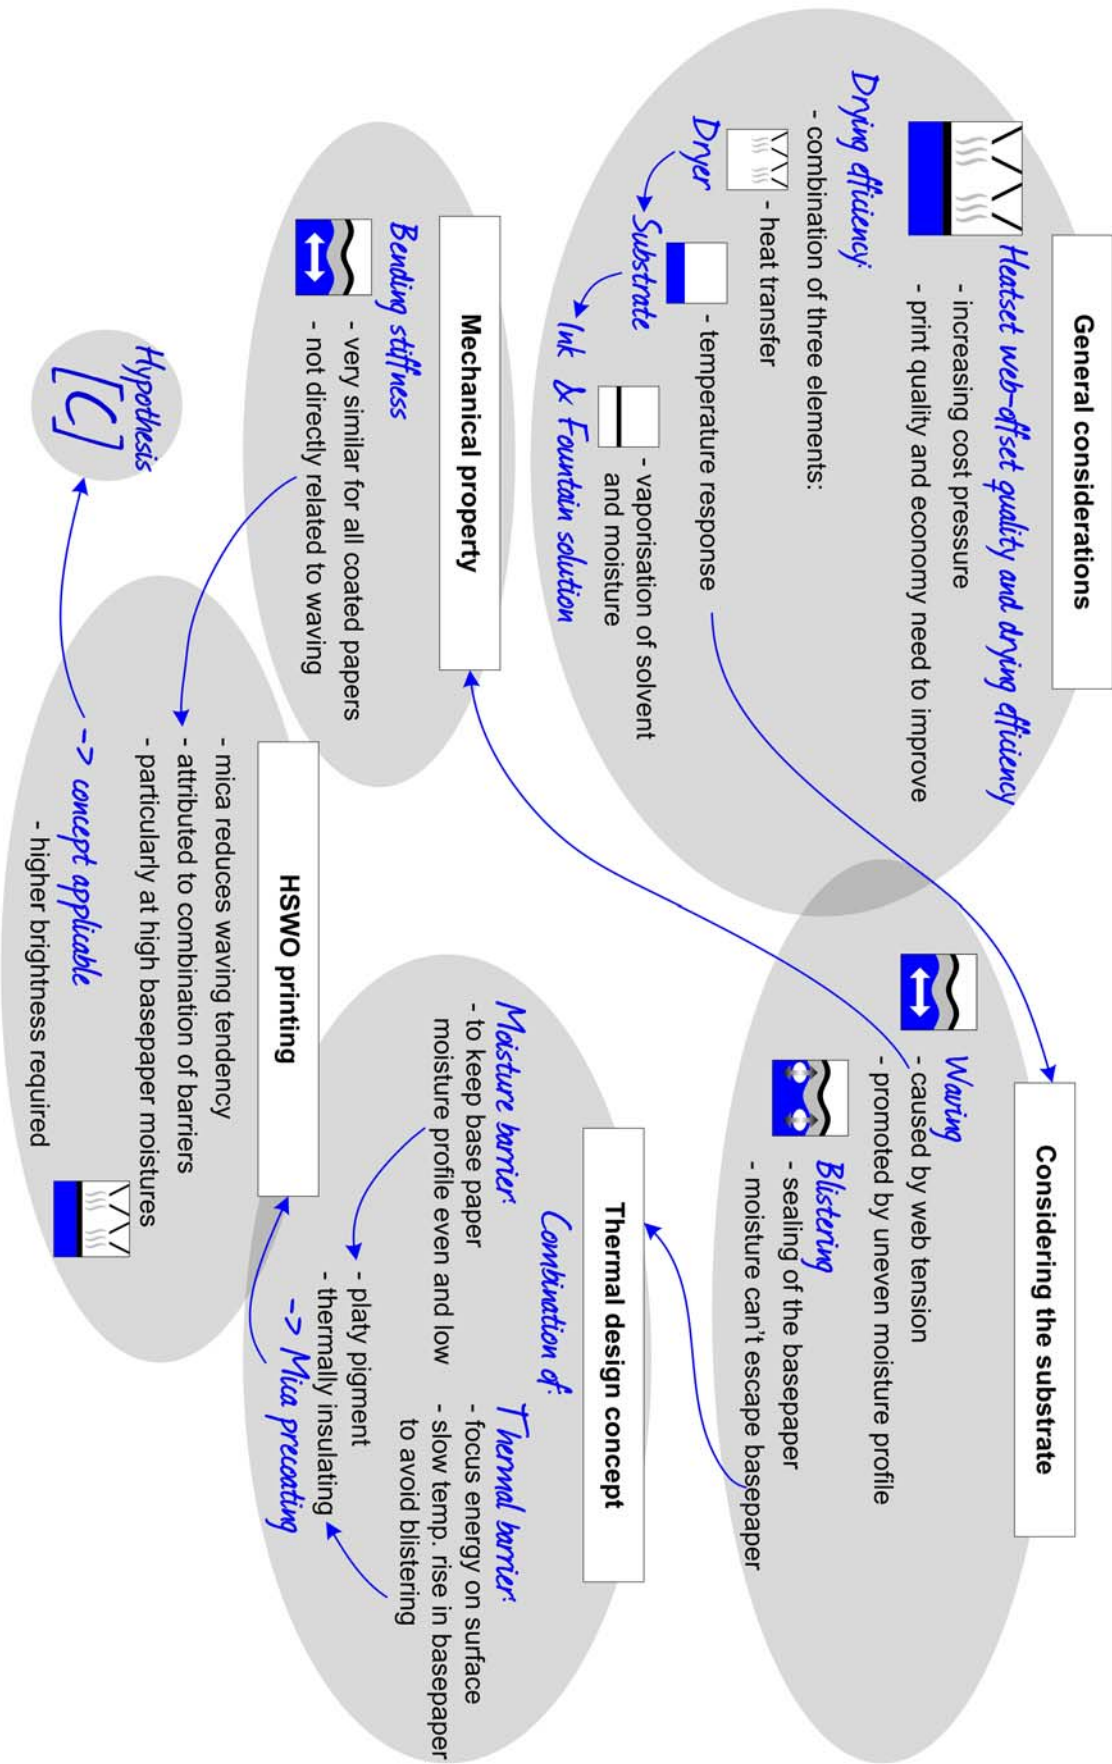 General considerations
Heatset web-offset quality and drying efficiency
- increasing cost pressure
- print quality and economy need to improve
Drying efficiency:
- combination of three elements:
- heat transfer
Dryer
- temperature response
Substrate
- vaporisation of solvent
and moisture
Ink & Fountain solution
Considering the substrate
Waving
- caused by web tension
- promoted by uneven moisture profile
Blistering
- sealing of the basepaper
- moisture can't escape basepaper
Mechanical property
Bending stiffness
- very similar for all coated papers
- not directly related to waving
Thermal design concept
Combination of:
Moisture barrier:
- to keep base paper
moisture profile even and low
Thermal barrier:
- focus energy on surface
- slow temp. rise in basepaper
to avoid blistering
- platy pigment
- thermally insulating
-> Mica precoating
HSWO printing
- mica reduces waving tendency
- attributed to combination of barriers
- particularly at high basepaper moistures
-> concept applicable
- higher brightness required
Hypothesis
[C]